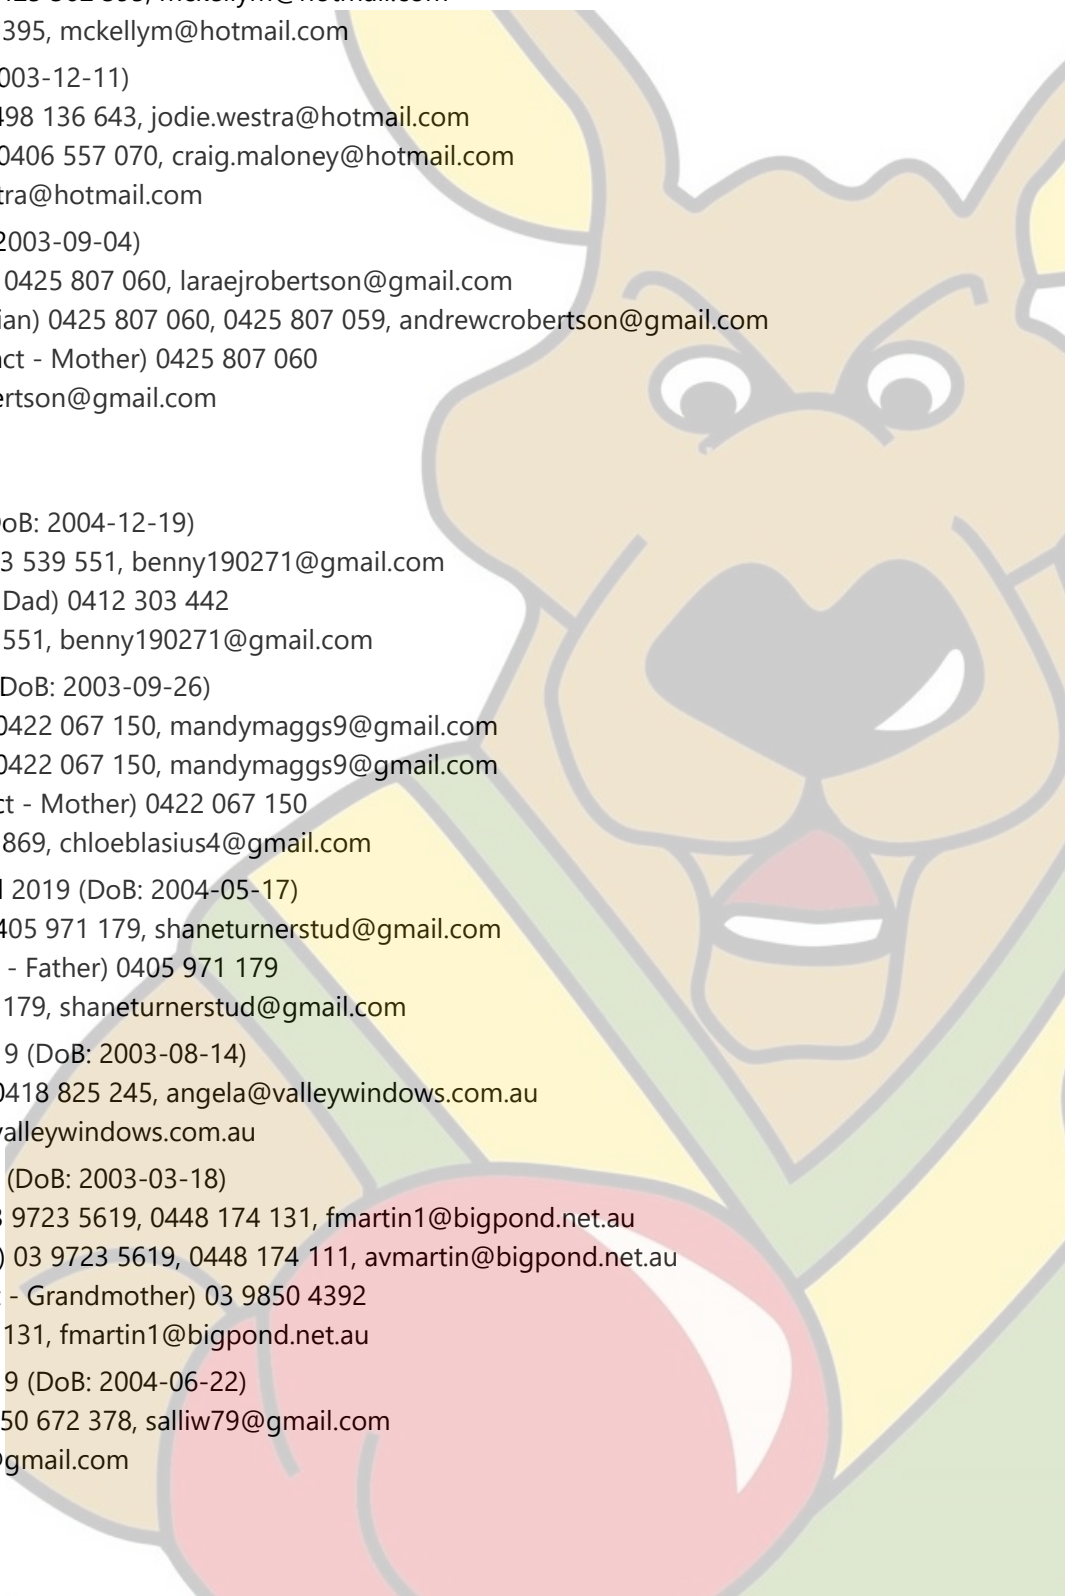 395, mckellym@hotmail.com
003-12-11)
498 136 643, jodie.westra@hotmail.com
0406 557 070, craig.maloney@hotmail.com
tra@hotmail.com
2003-09-04)
0425 807 060, laraejrobertson@gmail.com
ian) 0425 807 060, 0425 807 059, andrewcrobertson@gmail.com
act - Mother) 0425 807 060
ertson@gmail.com
oB: 2004-12-19)
3 539 551, benny190271@gmail.com
Dad) 0412 303 442
551, benny190271@gmail.com
DoB: 2003-09-26)
0422 067 150, mandymaggs9@gmail.com
0422 067 150, mandymaggs9@gmail.com
ct - Mother) 0422 067 150
869, chloeblasius4@gmail.com
2019 (DoB: 2004-05-17)
405 971 179, shaneturnerstud@gmail.com
- Father) 0405 971 179
179, shaneturnerstud@gmail.com
9 (DoB: 2003-08-14)
0418 825 245, angela@valleywindows.com.au
valleywindows.com.au
(DoB: 2003-03-18)
9723 5619, 0448 174 131, fmartin1@bigpond.net.au
) 03 9723 5619, 0448 174 111, avmartin@bigpond.net.au
- Grandmother) 03 9850 4392
131, fmartin1@bigpond.net.au
9 (DoB: 2004-06-22)
50 672 378, salliw79@gmail.com
@gmail.com